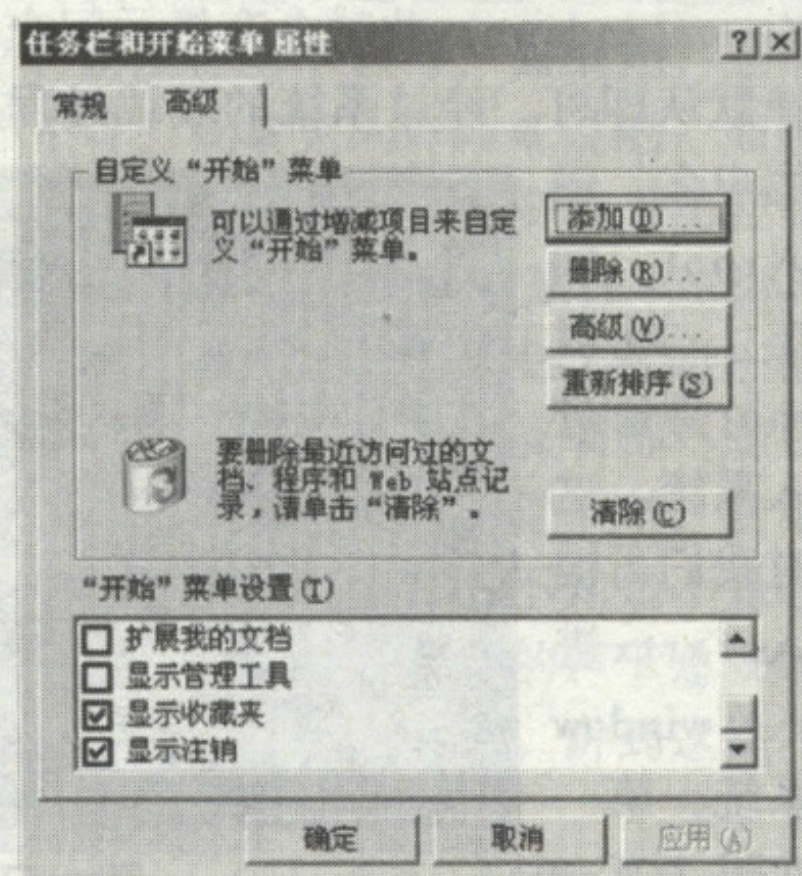 任务栏和开始菜单 属性
常规 高级
自定义“开始”菜单
可以通过增减项目来自定
义“开始”菜单。
添加(D)...
删除(R)...
高级(V)...
重新排序(S)
要删除最近访问过的文
档、程序和 Web 站点记
录，请单击“清除”。
清除(C)
“开始”菜单设置(T)
扩展我的文档
显示管理工具
显示收藏夹
显示注销
确定 取消 应用(A)